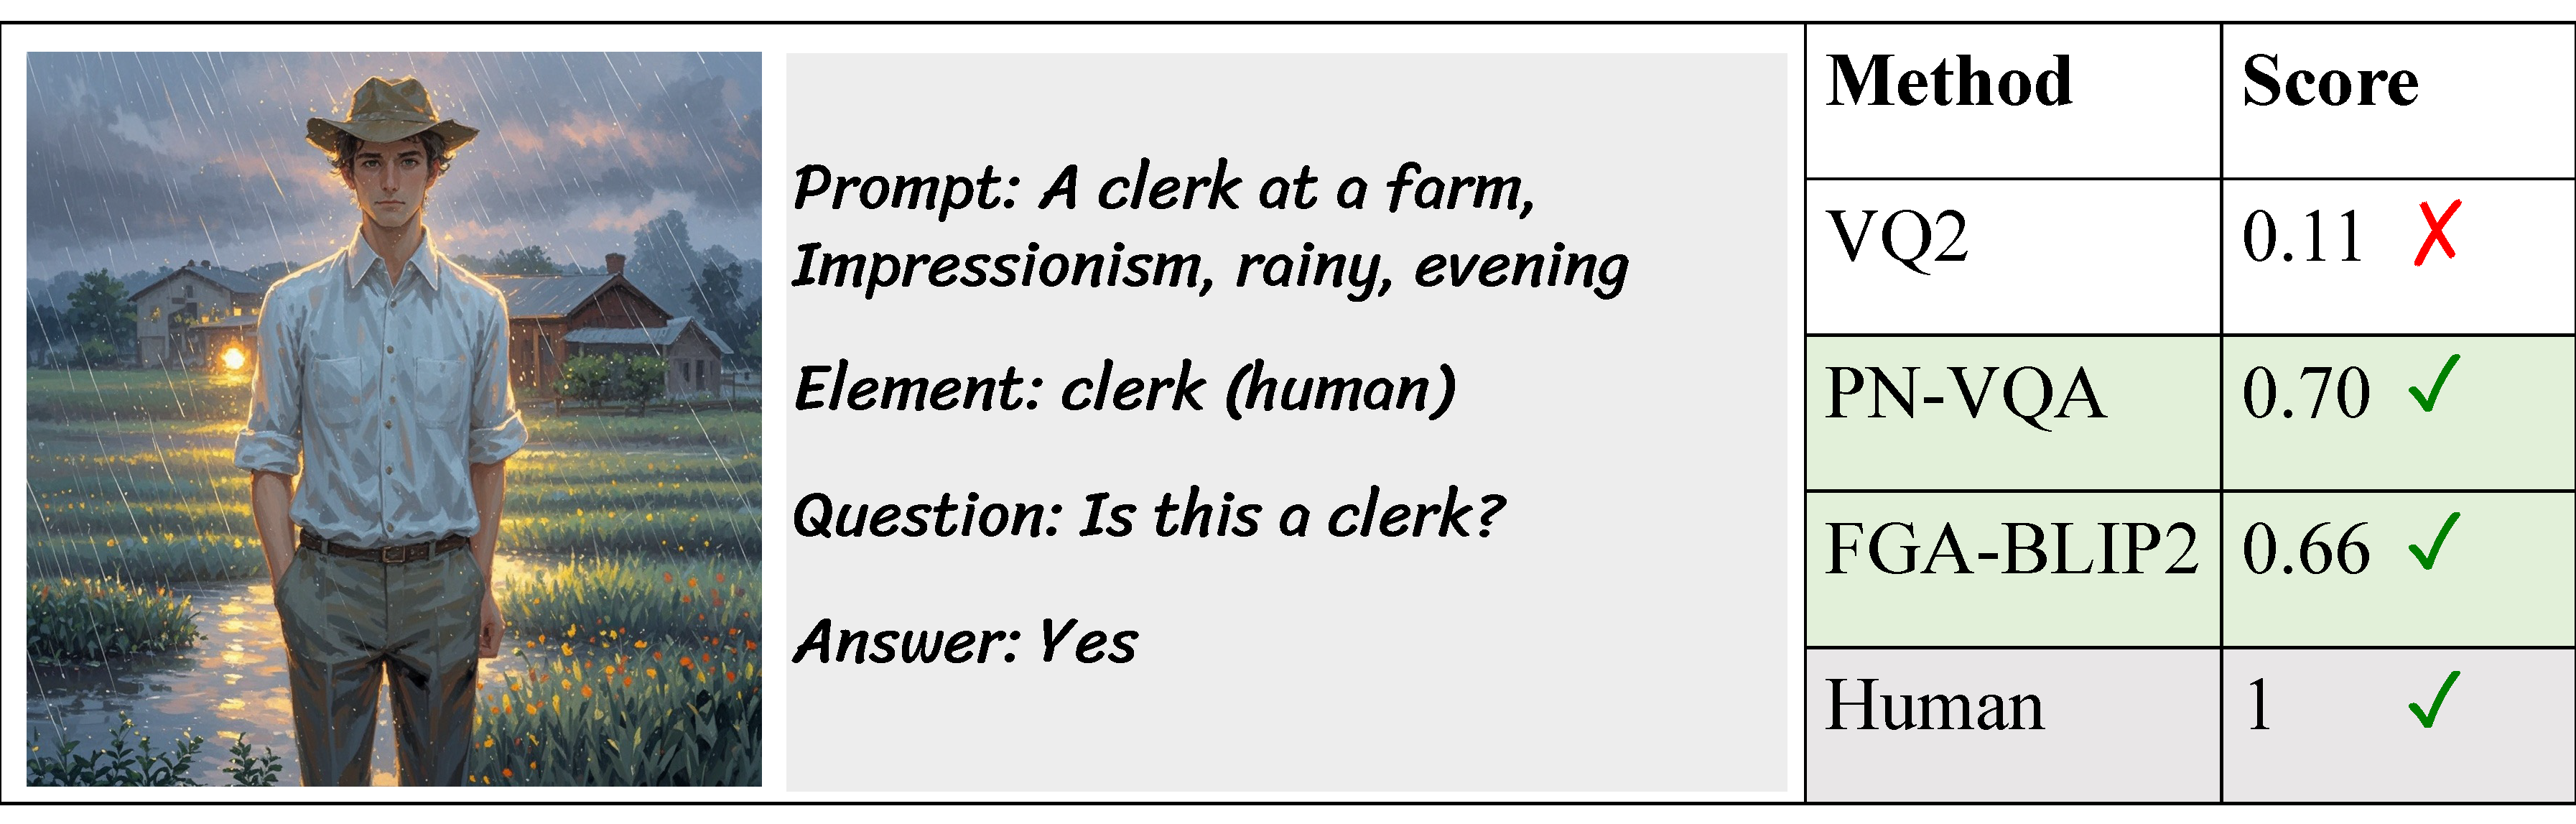 Prompt: A clerk at a farm,
Impressionism, rainy, evening
Element: clerk (human)
Question: Is this a clerk?
Answer: Yes
Method Score
VQ2 0.11 ✗
PN-VQA 0.70 ✓
FGA-BLIP2 0.66 ✓
Human 1 ✓